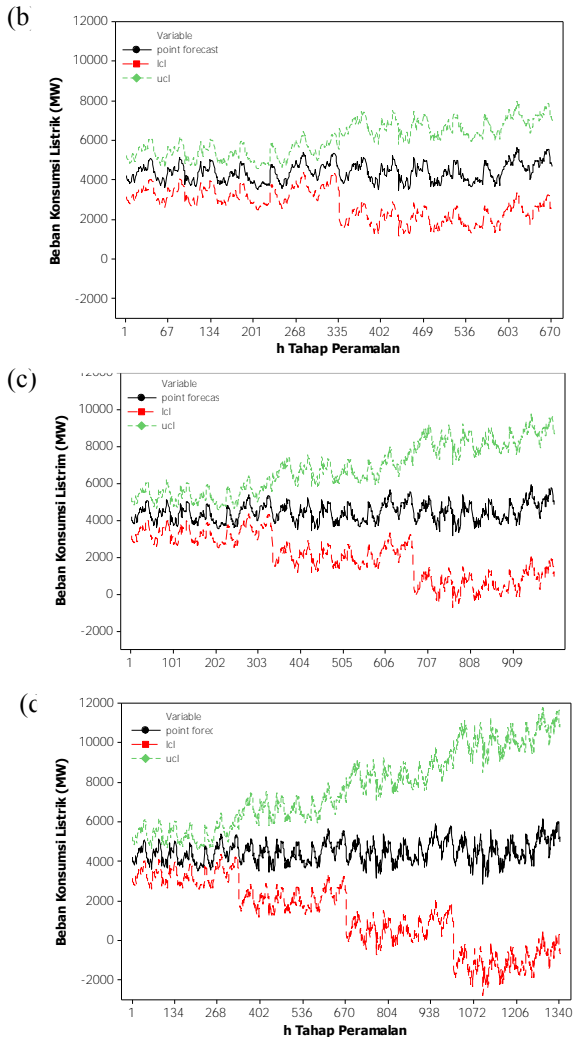 (b)
12000
10000
8000
6000
4000
2000
0
-2000
Beban Konsumsi Listrik (MW)
Variable
point forecast
lcl
ucl
1 67 134 201 268 335 402 469 536 603 670
h Tahap Peramalan
(c)
12000
10000
8000
6000
4000
2000
0
-2000
Beban Konsumsi Listrim (MW)
Variable
point forecas
lcl
ucl
1 101 202 303 404 505 606 707 808 909
(d
12000
10000
8000
6000
4000
2000
0
-2000
Beban Konsumsi Listrik (MW)
Variable
point forec
lcl
ucl
1 134 268 402 536 670 804 938 1072 1206 1340
h Tahap Peramalan